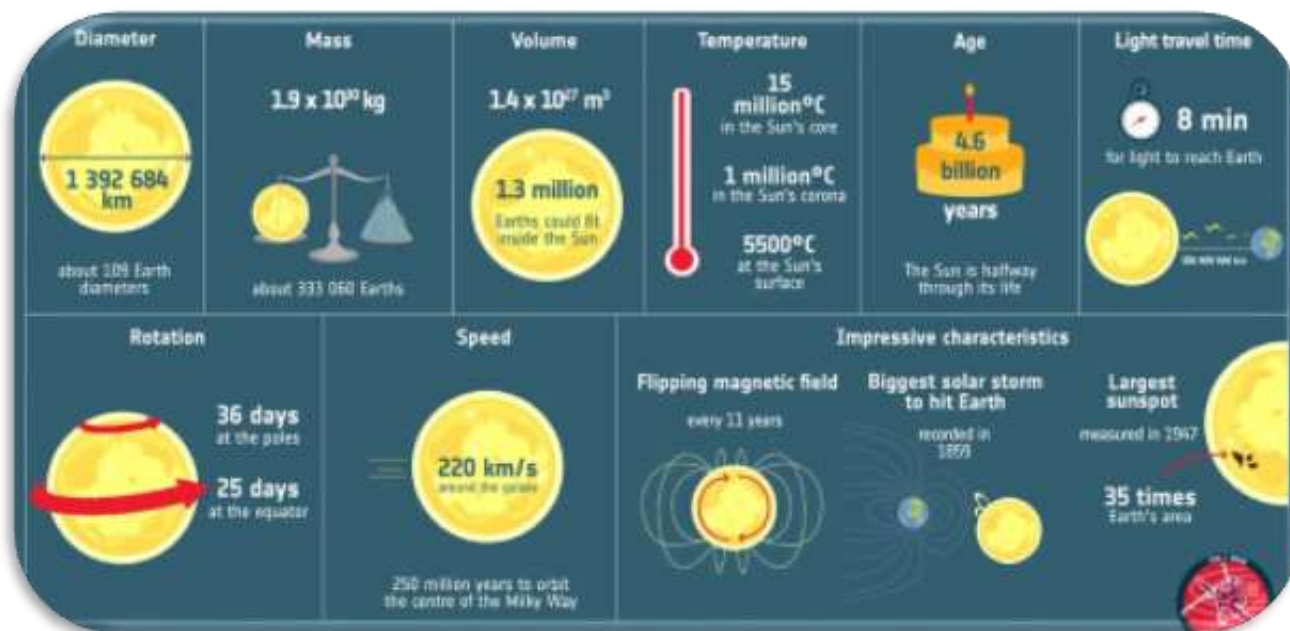 Diameter
1 392 684
km
about 109 Earth
diameters
Mass
1.9 x 10³⁰ kg
about 333 060 Earths
Volume
1.4 x 10²⁷ m³
1.3 million
Earths could fit
inside the Sun
Temperature
15
million°C
in the Sun's core
1 million°C
in the Sun's corona
5500°C
at the Sun's
surface
Age
4.6
billion
years
The Sun is halfway
through its life
Light travel time
8 min
for light to reach Earth
Rotation
36 days
at the poles
25 days
at the equator
Speed
220 km/s
around the galaxy
250 million years to orbit
the centre of the Milky Way
Impressive characteristics
Flipping magnetic field
every 11 years
Biggest solar storm
to hit Earth
recorded in
1859
Largest
sunspot
measured in 1947
35 times
Earth's area